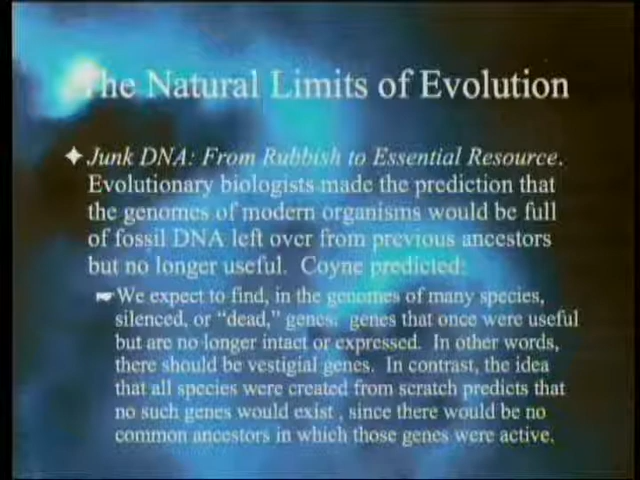 The Natural Limits of Evolution
Junk DNA: From Rubbish to Essential Resource.
Evolutionary biologists made the prediction that
the genomes of modern organisms would be full
of fossil DNA left over from previous ancestors
but no longer useful. Coyne predicted:
We expect to find, in the genomes of many species,
silenced, or “dead,” genes: genes that once were useful
but are no longer intact or expressed. In other words,
there should be vestigial genes. In contrast, the idea
that all species were created from scratch predicts that
no such genes would exist , since there would be no
common ancestors in which those genes were active.